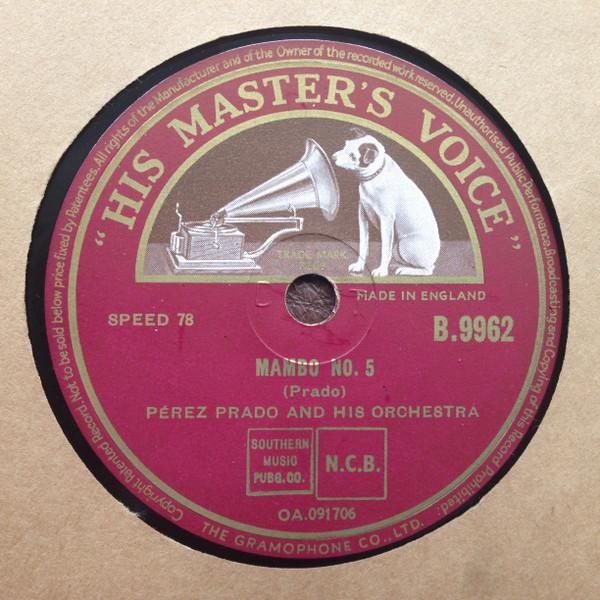 Copyright Patented Record. Not to be sold below price fixed by Patentees. All rights of the Manufacturer and of the Owner of the recorded work reserved. Unauthorised Public Performance, Broadcasting and Copying of this Record Prohibited.
"HIS MASTER'S VOICE"
TRADE MARK
MADE IN ENGLAND
SPEED 78
B.9962
MAMBO NO. 5
(Prado)
PÉREZ PRADO AND HIS ORCHESTRA
SOUTHERN
MUSIC
PUBG.CO.
N.C.B.
OA.091706
THE GRAMOPHONE CO., LTD.